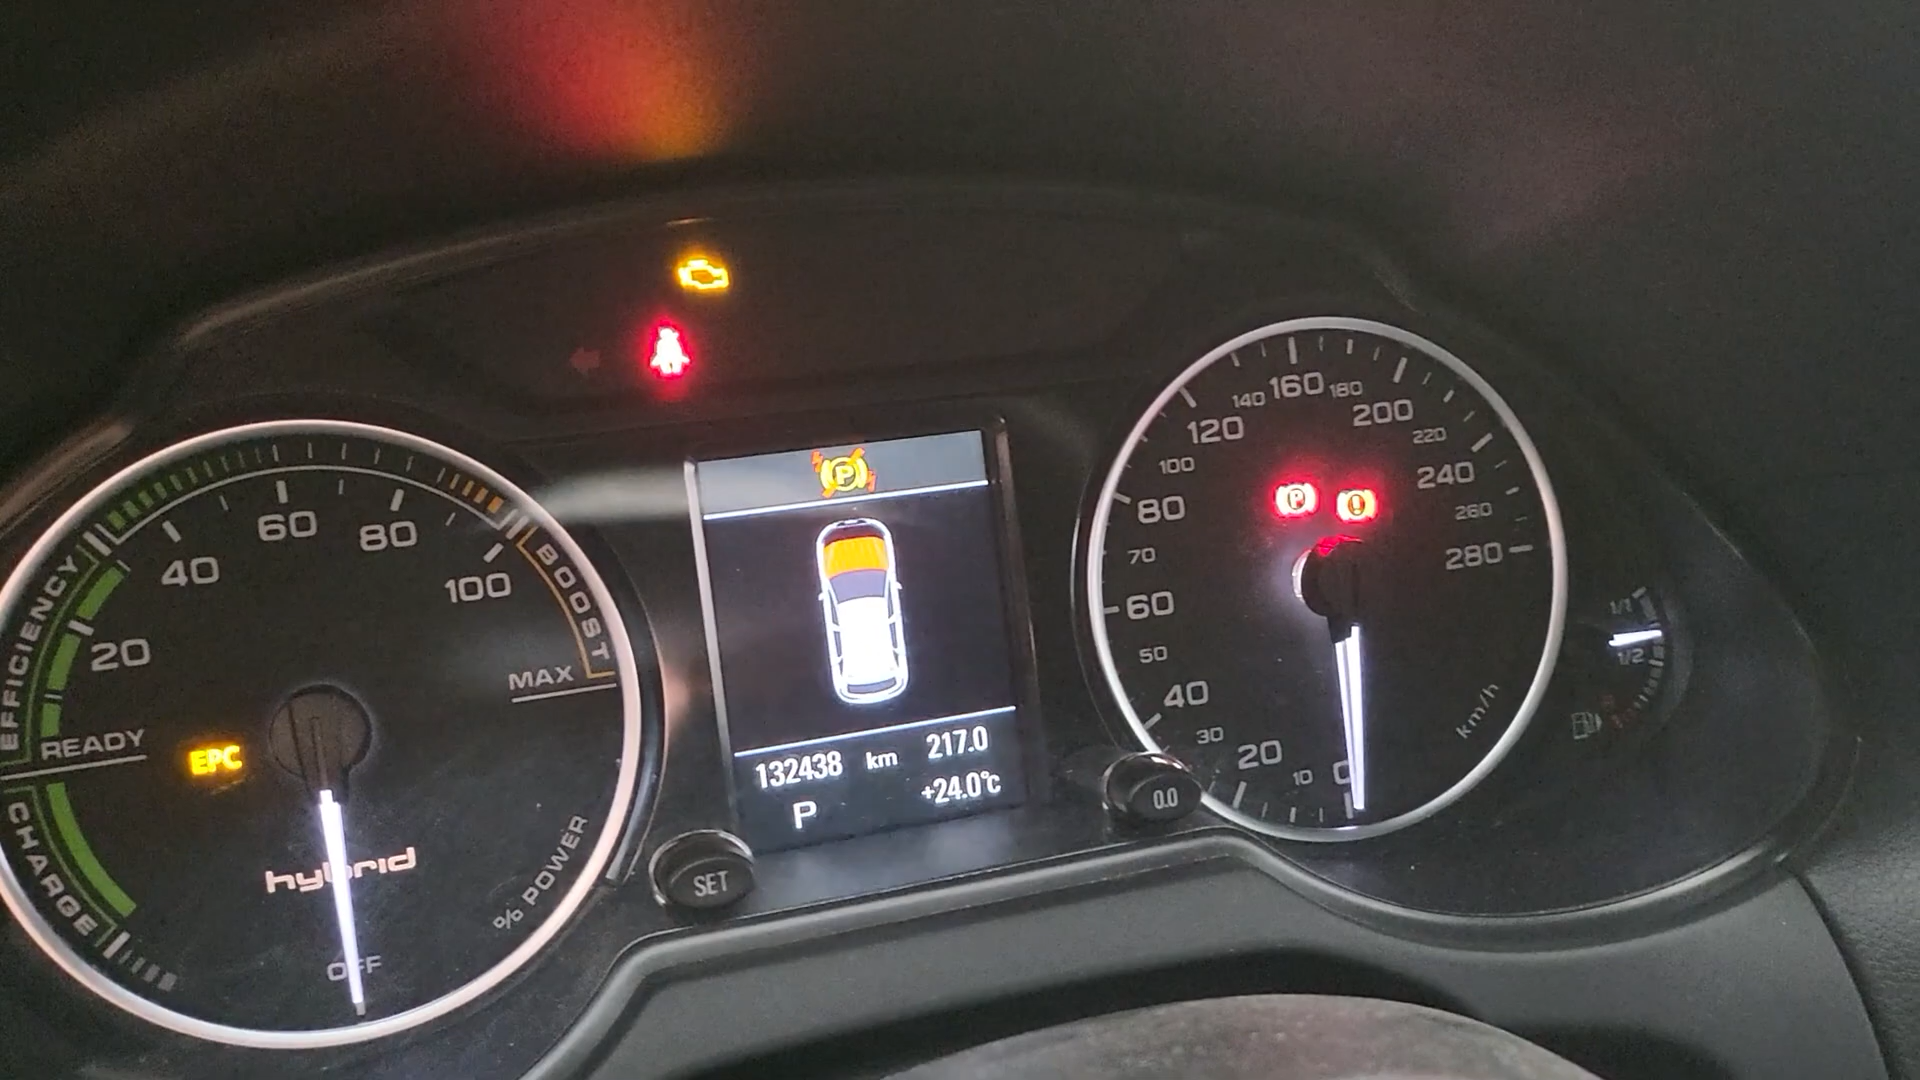 EFFICIENCY
20
40
60
80
100
BOOST
MAX
READY
EPC
CHARGE
hybrid
% POWER
OFF
P
132438 km 217.0
P +24.0°C
SET
0.0
0
10
20
30
40
50
60
70
80
100
120
140
160
180
200
220
240
260
280
P
!
km/h
1/1
1/2